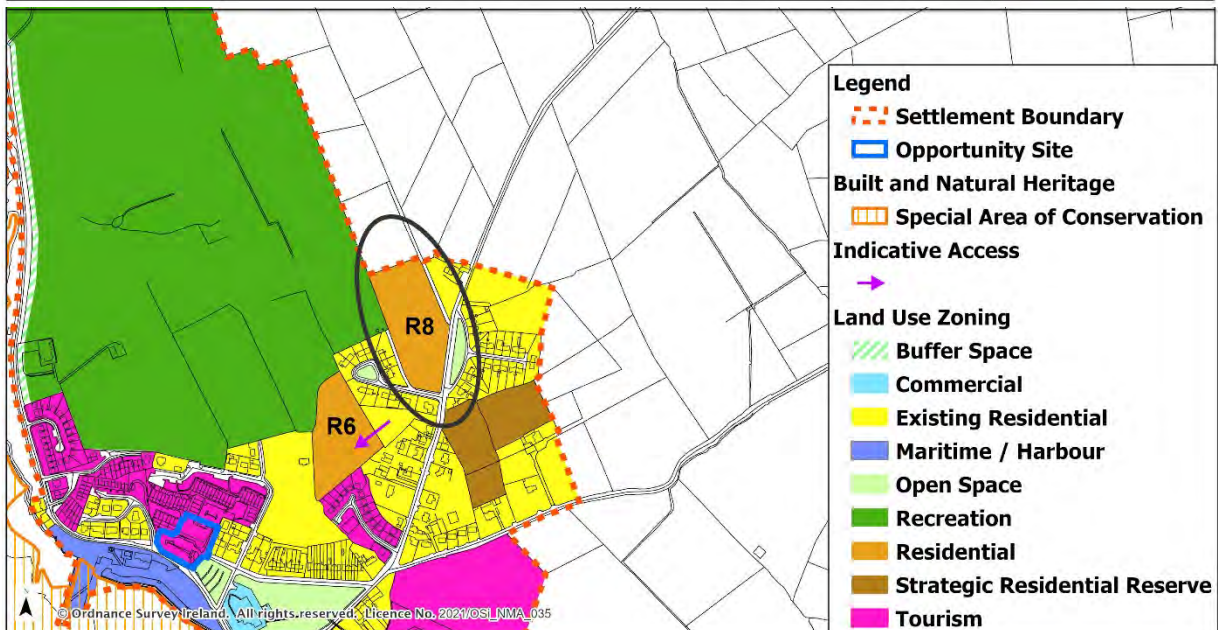 R8
R6
Legend
Settlement Boundary
Opportunity Site
Built and Natural Heritage
Special Area of Conservation
Indicative Access
Land Use Zoning
Buffer Space
Commercial
Existing Residential
Maritime / Harbour
Open Space
Recreation
Residential
Strategic Residential Reserve
Tourism
© Ordnance Survey Ireland. All rights reserved. Licence No. 2021/OSi_NMA_035